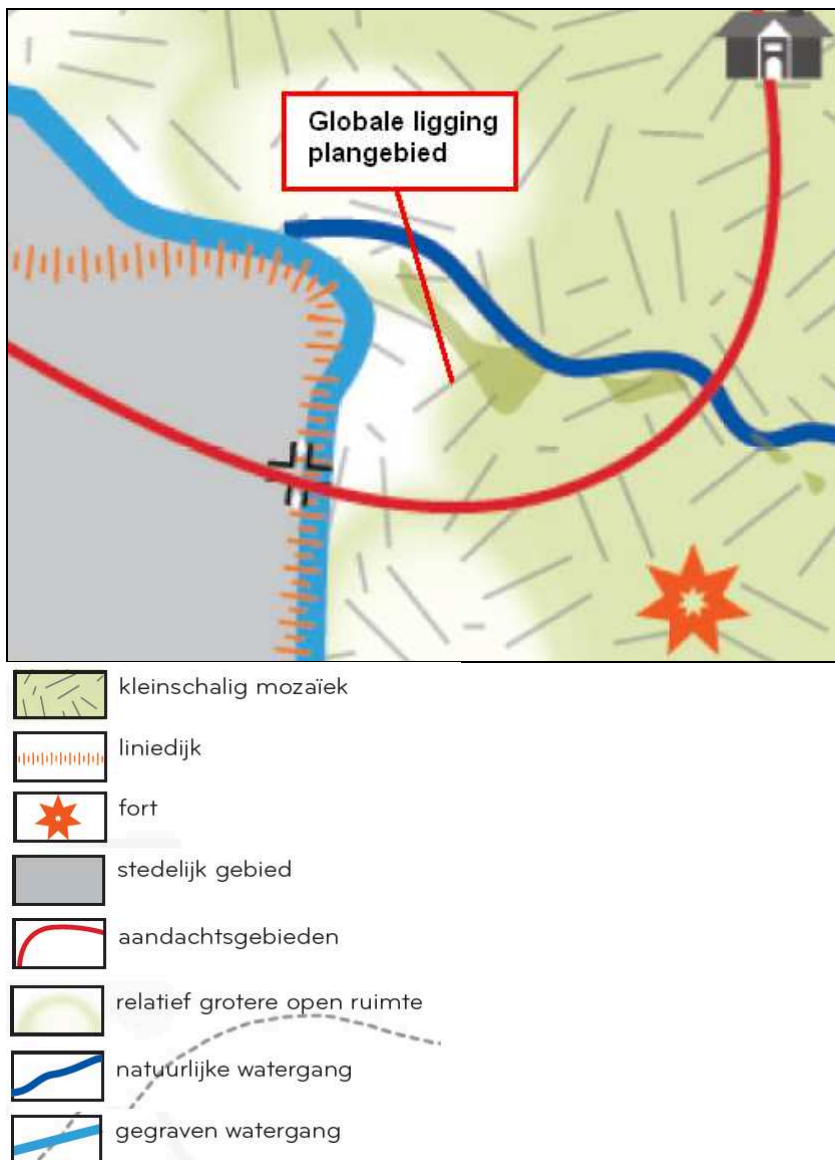 Globale ligging
plangebied
kleinschalig mozaïek
liniedijk
fort
stedelijk gebied
aandachtsgebieden
relatief grotere open ruimte
natuurlijke watergang
gegraven watergang